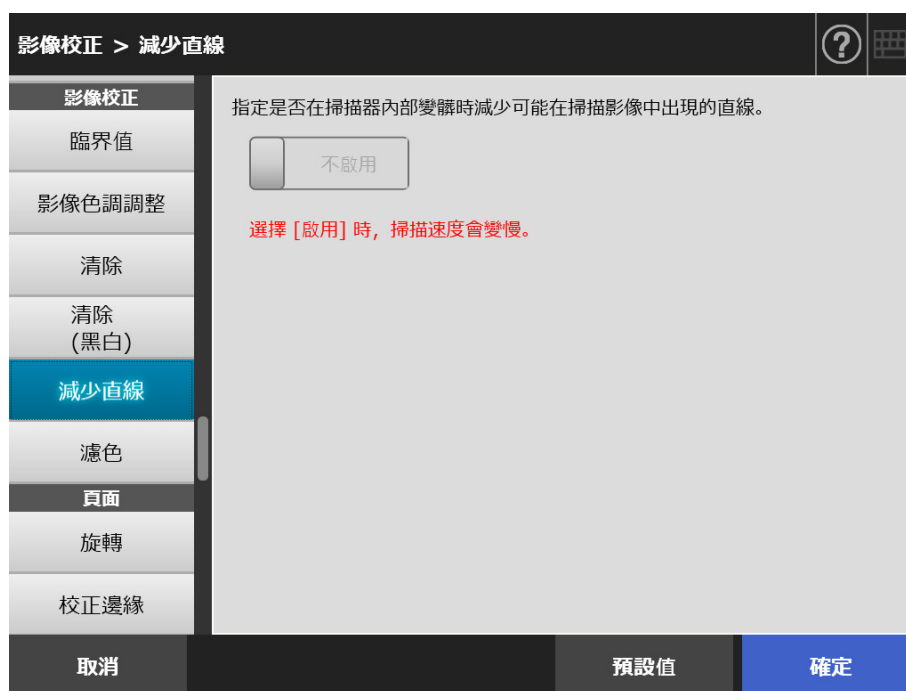 影像校正 > 減少直線
?
影像校正
臨界值
影像色調調整
清除
清除
(黑白)
減少直線
濾色
頁面
旋轉
校正邊緣
指定是否在掃描器內部變髒時減少可能在掃描影像中出現的直線。
不啟用
選擇 [啟用] 時，掃描速度會變慢。
取消
預設值
確定